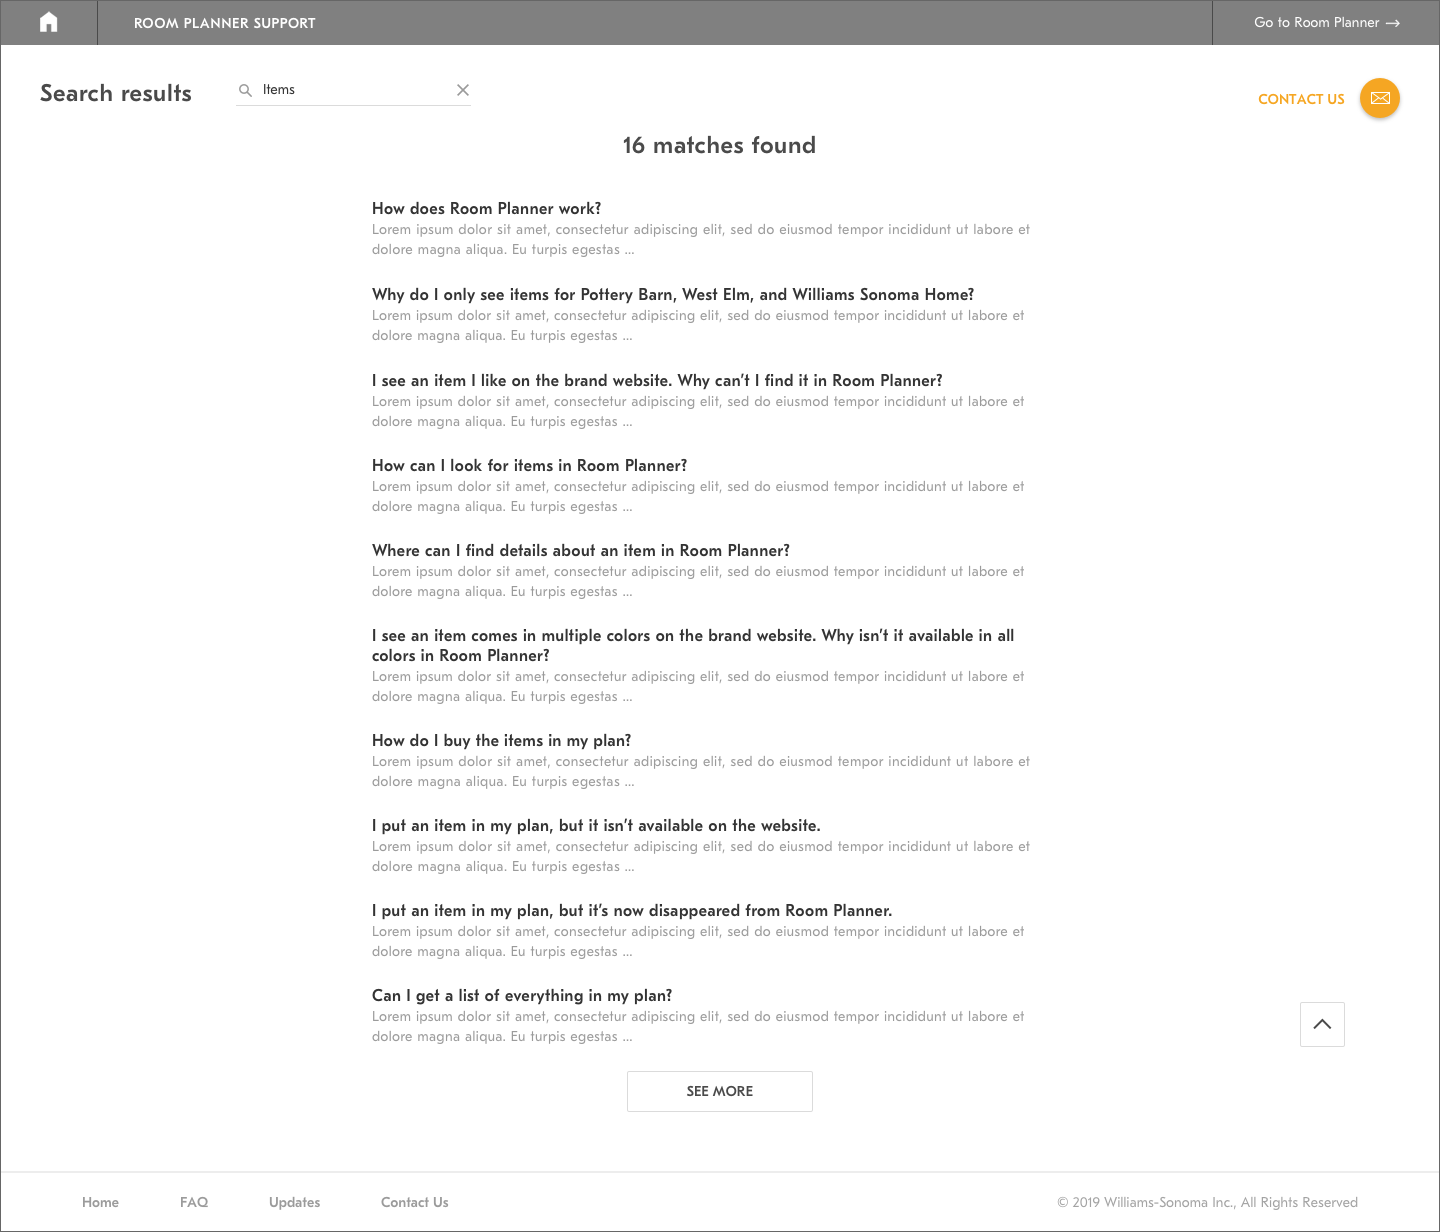 ROOM PLANNER SUPPORT
Go to Room Planner →
Search results
Items
CONTACT US
16 matches found
How does Room Planner work?
Lorem ipsum dolor sit amet, consectetur adipiscing elit, sed do eiusmod tempor incididunt ut labore et
dolore magna aliqua. Eu turpis egestas ...
Why do I only see items for Pottery Barn, West Elm, and Williams Sonoma Home?
Lorem ipsum dolor sit amet, consectetur adipiscing elit, sed do eiusmod tempor incididunt ut labore et
dolore magna aliqua. Eu turpis egestas ...
I see an item I like on the brand website. Why can't I find it in Room Planner?
Lorem ipsum dolor sit amet, consectetur adipiscing elit, sed do eiusmod tempor incididunt ut labore et
dolore magna aliqua. Eu turpis egestas ...
How can I look for items in Room Planner?
Lorem ipsum dolor sit amet, consectetur adipiscing elit, sed do eiusmod tempor incididunt ut labore et
dolore magna aliqua. Eu turpis egestas ...
Where can I find details about an item in Room Planner?
Lorem ipsum dolor sit amet, consectetur adipiscing elit, sed do eiusmod tempor incididunt ut labore et
dolore magna aliqua. Eu turpis egestas ...
I see an item comes in multiple colors on the brand website. Why isn't it available in all
colors in Room Planner?
Lorem ipsum dolor sit amet, consectetur adipiscing elit, sed do eiusmod tempor incididunt ut labore et
dolore magna aliqua. Eu turpis egestas ...
How do I buy the items in my plan?
Lorem ipsum dolor sit amet, consectetur adipiscing elit, sed do eiusmod tempor incididunt ut labore et
dolore magna aliqua. Eu turpis egestas ...
I put an item in my plan, but it isn't available on the website.
Lorem ipsum dolor sit amet, consectetur adipiscing elit, sed do eiusmod tempor incididunt ut labore et
dolore magna aliqua. Eu turpis egestas ...
I put an item in my plan, but it's now disappeared from Room Planner.
Lorem ipsum dolor sit amet, consectetur adipiscing elit, sed do eiusmod tempor incididunt ut labore et
dolore magna aliqua. Eu turpis egestas ...
Can I get a list of everything in my plan?
Lorem ipsum dolor sit amet, consectetur adipiscing elit, sed do eiusmod tempor incididunt ut labore et
dolore magna aliqua. Eu turpis egestas ...
SEE MORE
Home
FAQ
Updates
Contact Us
© 2019 Williams-Sonoma Inc., All Rights Reserved